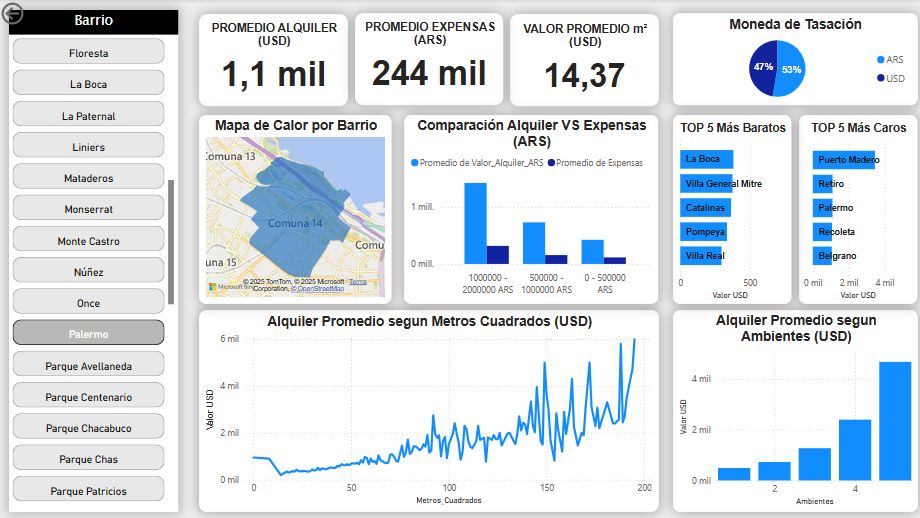 Barrio
Floresta
La Boca
La Paternal
Liniers
Mataderos
Monserrat
Monte Castro
Núñez
Once
Palermo
Parque Avellaneda
Parque Centenario
Parque Chacabuco
Parque Chas
Parque Patricios
PROMEDIO ALQUILER
(USD)
1,1 mil
PROMEDIO EXPENSAS
(ARS)
244 mil
VALOR PROMEDIO m²
(USD)
14,37
Moneda de Tasación
47%
53%
ARS
USD
Mapa de Calor por Barrio
Comuna 13
Comuna 14
una 15
© 2025 TomTom, © 2025 Microsoft
Corporation, © OpenStreetMap
Terms
Comparación Alquiler VS Expensas
(ARS)
Promedio de Valor_Alquiler_ARS
Promedio de Expensas
1 mill.
0 mill.
1000000 -
2000000 ARS
500000 -
1000000 ARS
0 - 500000
ARS
TOP 5 Más Baratos
La Boca
Villa General Mitre
Catalinas
Pompeya
Villa Real
0
500
Valor USD
TOP 5 Más Caros
Puerto Madero
Retiro
Palermo
Recoleta
Belgrano
0 mil
2 mil
4 mil
Valor USD
Alquiler Promedio segun Metros Cuadrados (USD)
Valor USD
6 mil
4 mil
2 mil
0 mil
0
50
100
150
200
Metros_Cuadrados
Alquiler Promedio segun
Ambientes (USD)
Valor USD
4 mil
2 mil
0 mil
2
4
Ambientes